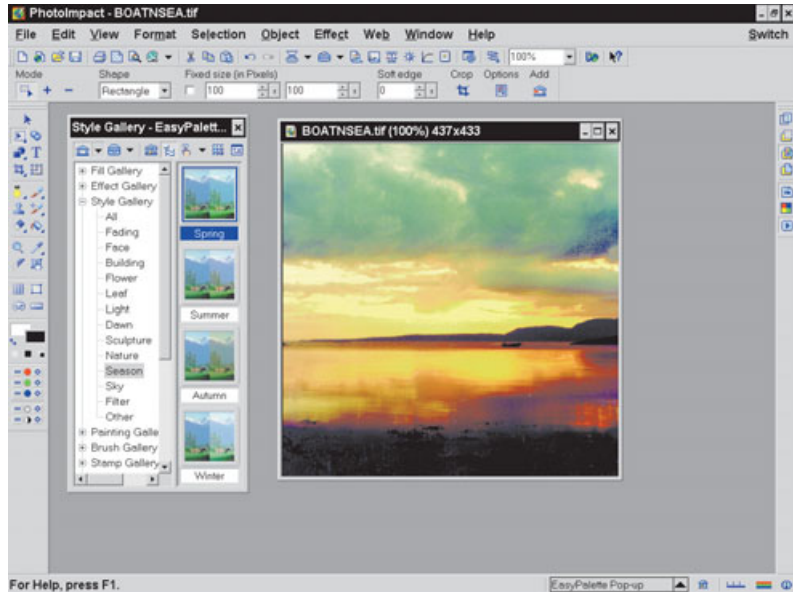 PhotoImpact - BOATNSEA.tif
File Edit View Format Selection Object Effect Web Window Help Switch
100%
Mode Shape Fixed size (in Pixels) Soft edge Crop Options Add
Rectangle 100 100 0
Style Gallery - EasyPalett...
Fill Gallery
Effect Gallery
Style Gallery
All
Fading
Face
Building
Flower
Leaf
Light
Dawn
Sculpture
Nature
Season
Sky
Filter
Other
Painting Galle
Brush Gallery
Stamp Gallery
Spring
Summer
Autumn
Winter
BOATNSEA.tif (100%) 437x433
For Help, press F1.
EasyPalette Pop-up